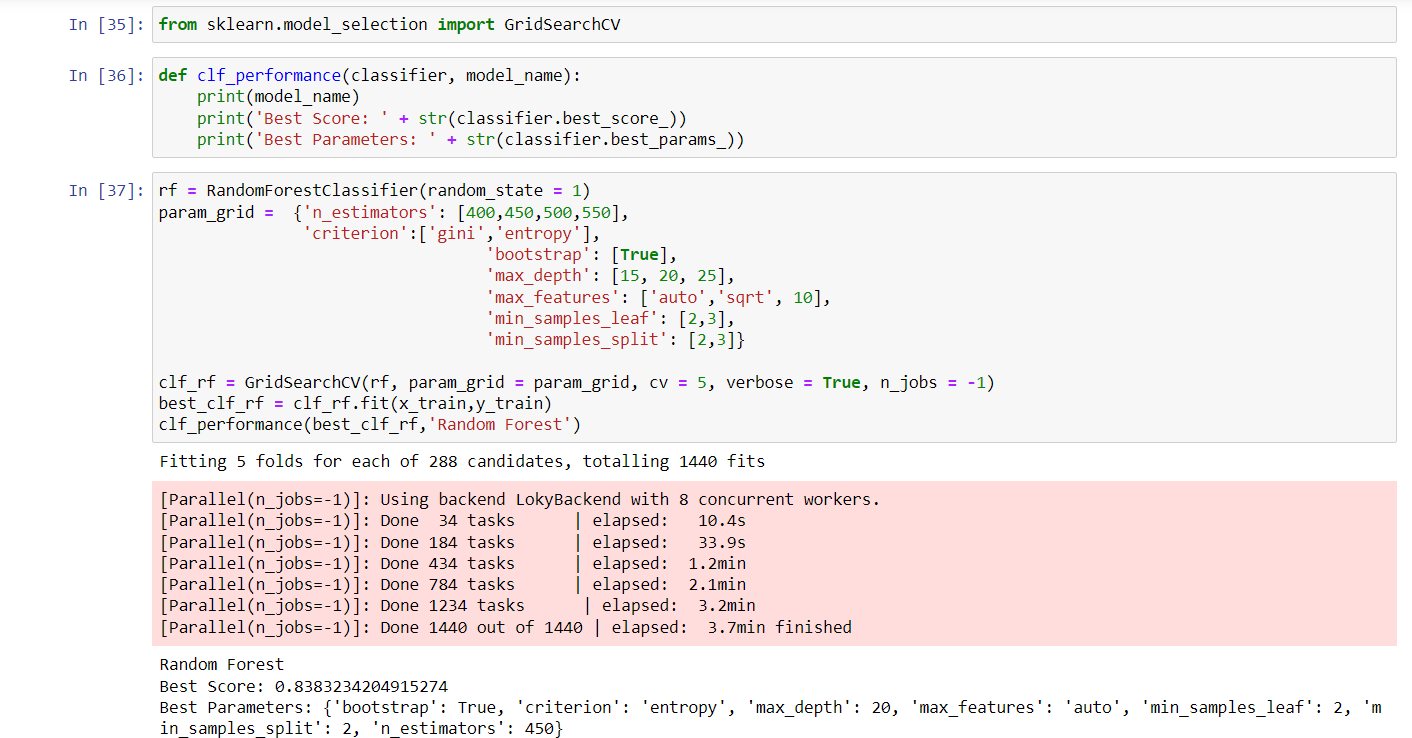 In [35]: from sklearn.model_selection import GridSearchCV
In [36]: def clf_performance(classifier, model_name):
    print(model_name)
    print('Best Score: ' + str(classifier.best_score_))
    print('Best Parameters: ' + str(classifier.best_params_))
In [37]: rf = RandomForestClassifier(random_state = 1)
param_grid =  {'n_estimators': [400,450,500,550],
               'criterion':['gini','entropy'],
                                  'bootstrap': [True],
                                  'max_depth': [15, 20, 25],
                                  'max_features': ['auto','sqrt', 10],
                                  'min_samples_leaf': [2,3],
                                  'min_samples_split': [2,3]}
clf_rf = GridSearchCV(rf, param_grid = param_grid, cv = 5, verbose = True, n_jobs = -1)
best_clf_rf = clf_rf.fit(x_train,y_train)
clf_performance(best_clf_rf,'Random Forest')
Fitting 5 folds for each of 288 candidates, totalling 1440 fits
[Parallel(n_jobs=-1)]: Using backend LokyBackend with 8 concurrent workers.
[Parallel(n_jobs=-1)]: Done  34 tasks      | elapsed:   10.4s
[Parallel(n_jobs=-1)]: Done 184 tasks      | elapsed:   33.9s
[Parallel(n_jobs=-1)]: Done 434 tasks      | elapsed:  1.2min
[Parallel(n_jobs=-1)]: Done 784 tasks      | elapsed:  2.1min
[Parallel(n_jobs=-1)]: Done 1234 tasks      | elapsed:  3.2min
[Parallel(n_jobs=-1)]: Done 1440 out of 1440 | elapsed:  3.7min finished
Random Forest
Best Score: 0.8383234204915274
Best Parameters: {'bootstrap': True, 'criterion': 'entropy', 'max_depth': 20, 'max_features': 'auto', 'min_samples_leaf': 2, 'm
in_samples_split': 2, 'n_estimators': 450}